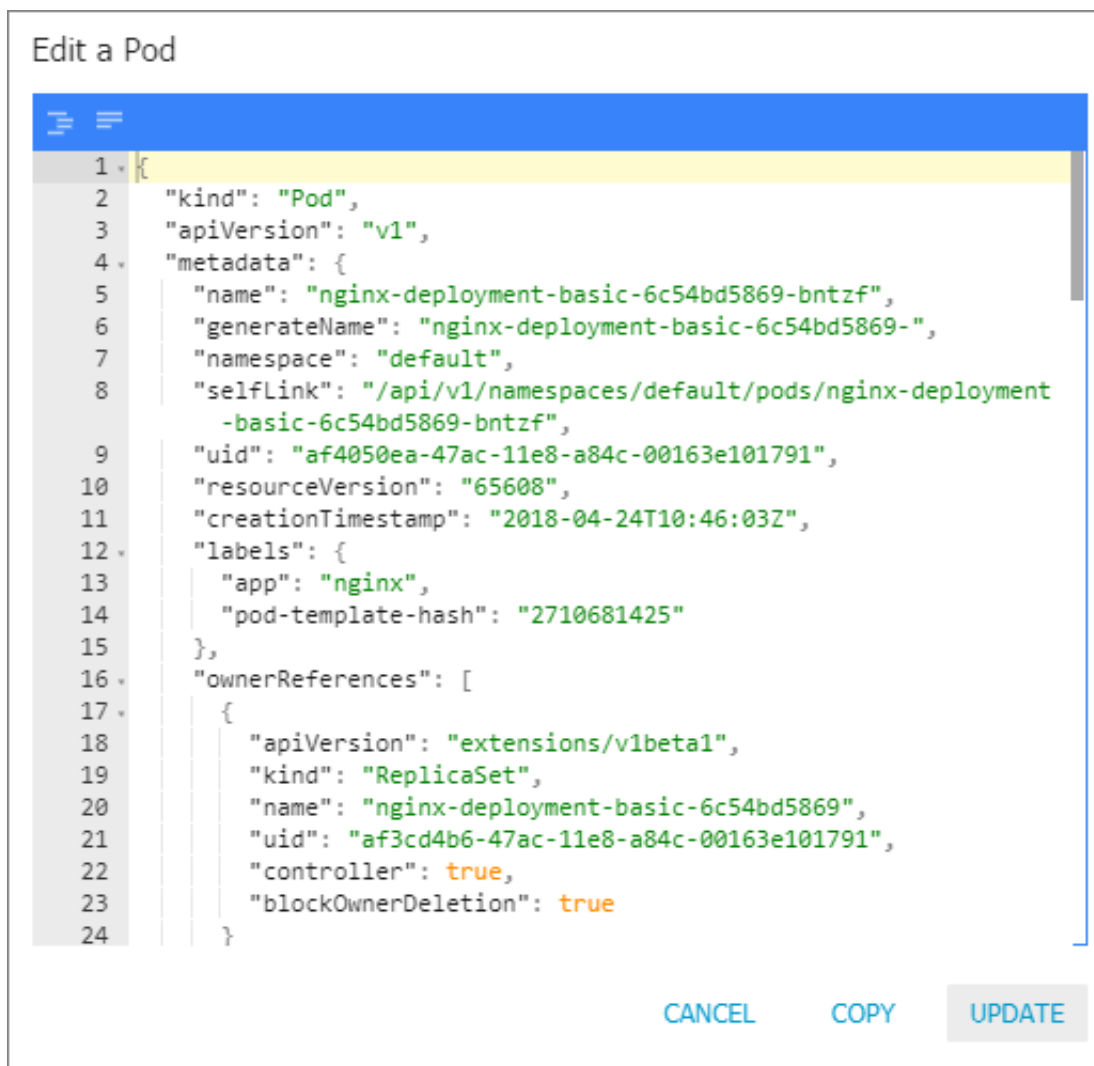 Edit a Pod
1 {
2 "kind": "Pod",
3 "apiVersion": "v1",
4 "metadata": {
5 "name": "nginx-deployment-basic-6c54bd5869-bntzf",
6 "generateName": "nginx-deployment-basic-6c54bd5869-",
7 "namespace": "default",
8 "selfLink": "/api/v1/namespaces/default/pods/nginx-deployment
-basic-6c54bd5869-bntzf",
9 "uid": "af4050ea-47ac-11e8-a84c-00163e101791",
10 "resourceVersion": "65608",
11 "creationTimestamp": "2018-04-24T10:46:03Z",
12 "labels": {
13 "app": "nginx",
14 "pod-template-hash": "2710681425"
15 },
16 "ownerReferences": [
17 {
18 "apiVersion": "extensions/v1beta1",
19 "kind": "ReplicaSet",
20 "name": "nginx-deployment-basic-6c54bd5869",
21 "uid": "af3cd4b6-47ac-11e8-a84c-00163e101791",
22 "controller": true,
23 "blockOwnerDeletion": true
24 }
CANCEL COPY UPDATE